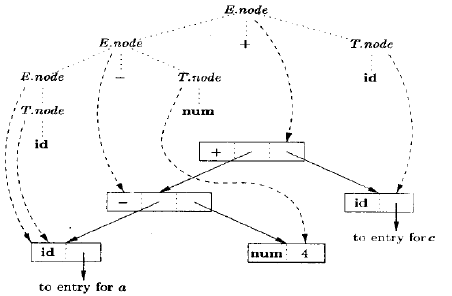 E.node
E.node + T.node
E.node − T.node id
T.node num
id
+
− id
to entry for c
id num 4
to entry for a